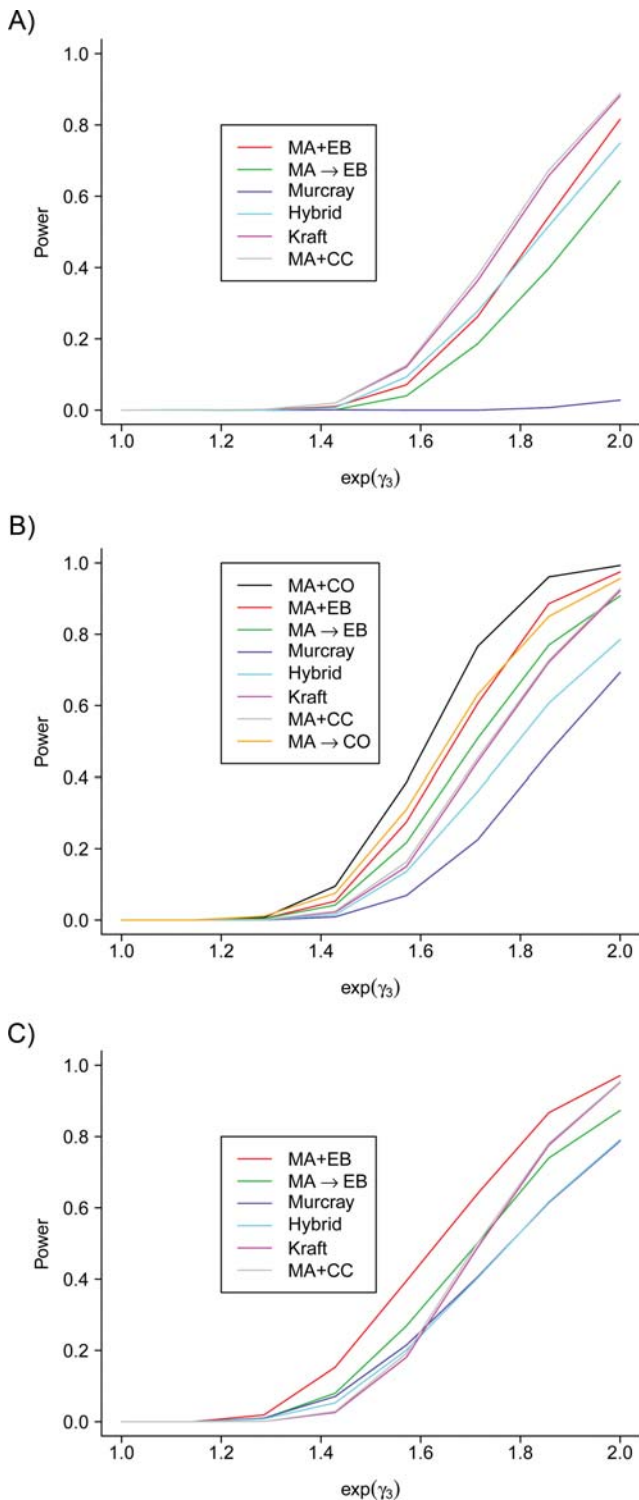 A)
1.0
0.8
0.6
0.4
0.2
0.0
Power
MA+EB
MA → EB
Murcray
Hybrid
Kraft
MA+CC
1.0 1.2 1.4 1.6 1.8 2.0
exp(γ₃)
B)
1.0
0.8
0.6
0.4
0.2
0.0
Power
MA+CO
MA+EB
MA → EB
Murcray
Hybrid
Kraft
MA+CC
MA → CO
1.0 1.2 1.4 1.6 1.8 2.0
exp(γ₃)
C)
1.0
0.8
0.6
0.4
0.2
0.0
Power
MA+EB
MA → EB
Murcray
Hybrid
Kraft
MA+CC
1.0 1.2 1.4 1.6 1.8 2.0
exp(γ₃)